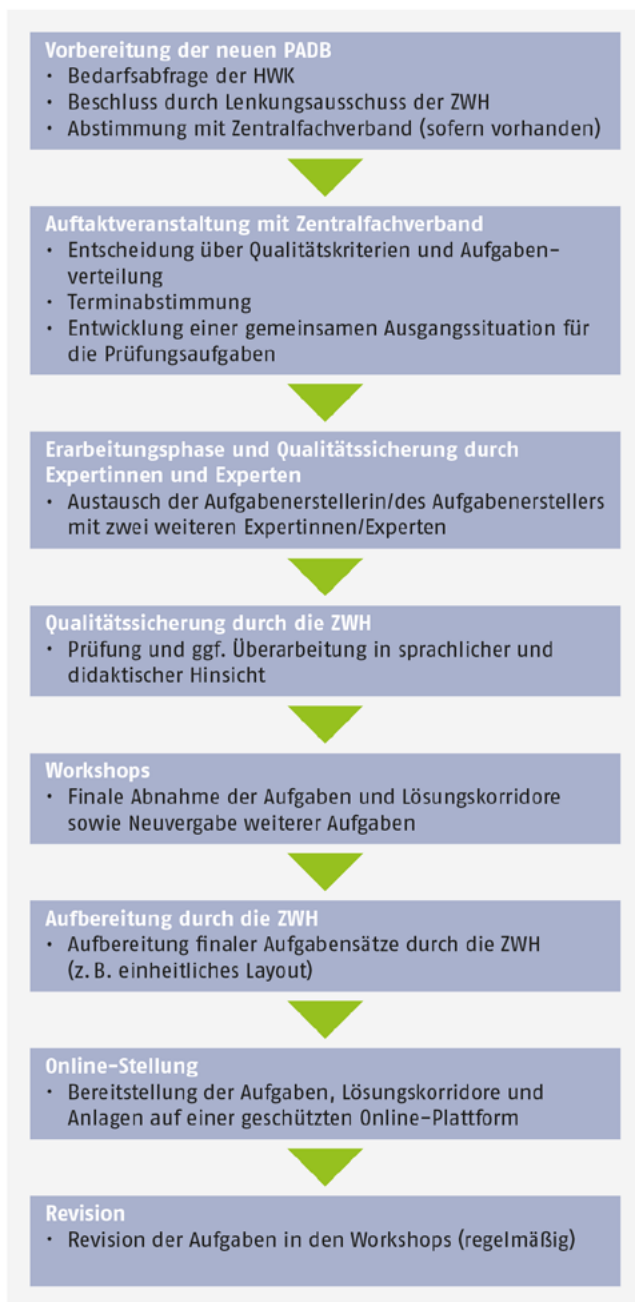 Vorbereitung der neuen PADB
· Bedarfsabfrage der HWK
· Beschluss durch Lenkungsausschuss der ZWH
· Abstimmung mit Zentralfachverband (sofern vorhanden)
Auftaktveranstaltung mit Zentralfachverband
· Entscheidung über Qualitätskriterien und Aufgaben-
verteilung
· Terminabstimmung
· Entwicklung einer gemeinsamen Ausgangssituation für
die Prüfungsaufgaben
Erarbeitungsphase und Qualitätssicherung durch
Expertinnen und Experten
· Austausch der Aufgabenerstellerin/des Aufgabenerstellers
mit zwei weiteren Expertinnen/Experten
Qualitätssicherung durch die ZWH
· Prüfung und ggf. Überarbeitung in sprachlicher und
didaktischer Hinsicht
Workshops
· Finale Abnahme der Aufgaben und Lösungskorridore
sowie Neuvergabe weiterer Aufgaben
Aufbereitung durch die ZWH
· Aufbereitung finaler Aufgabensätze durch die ZWH
(z. B. einheitliches Layout)
Online-Stellung
· Bereitstellung der Aufgaben, Lösungskorridore und
Anlagen auf einer geschützten Online-Plattform
Revision
· Revision der Aufgaben in den Workshops (regelmäßig)